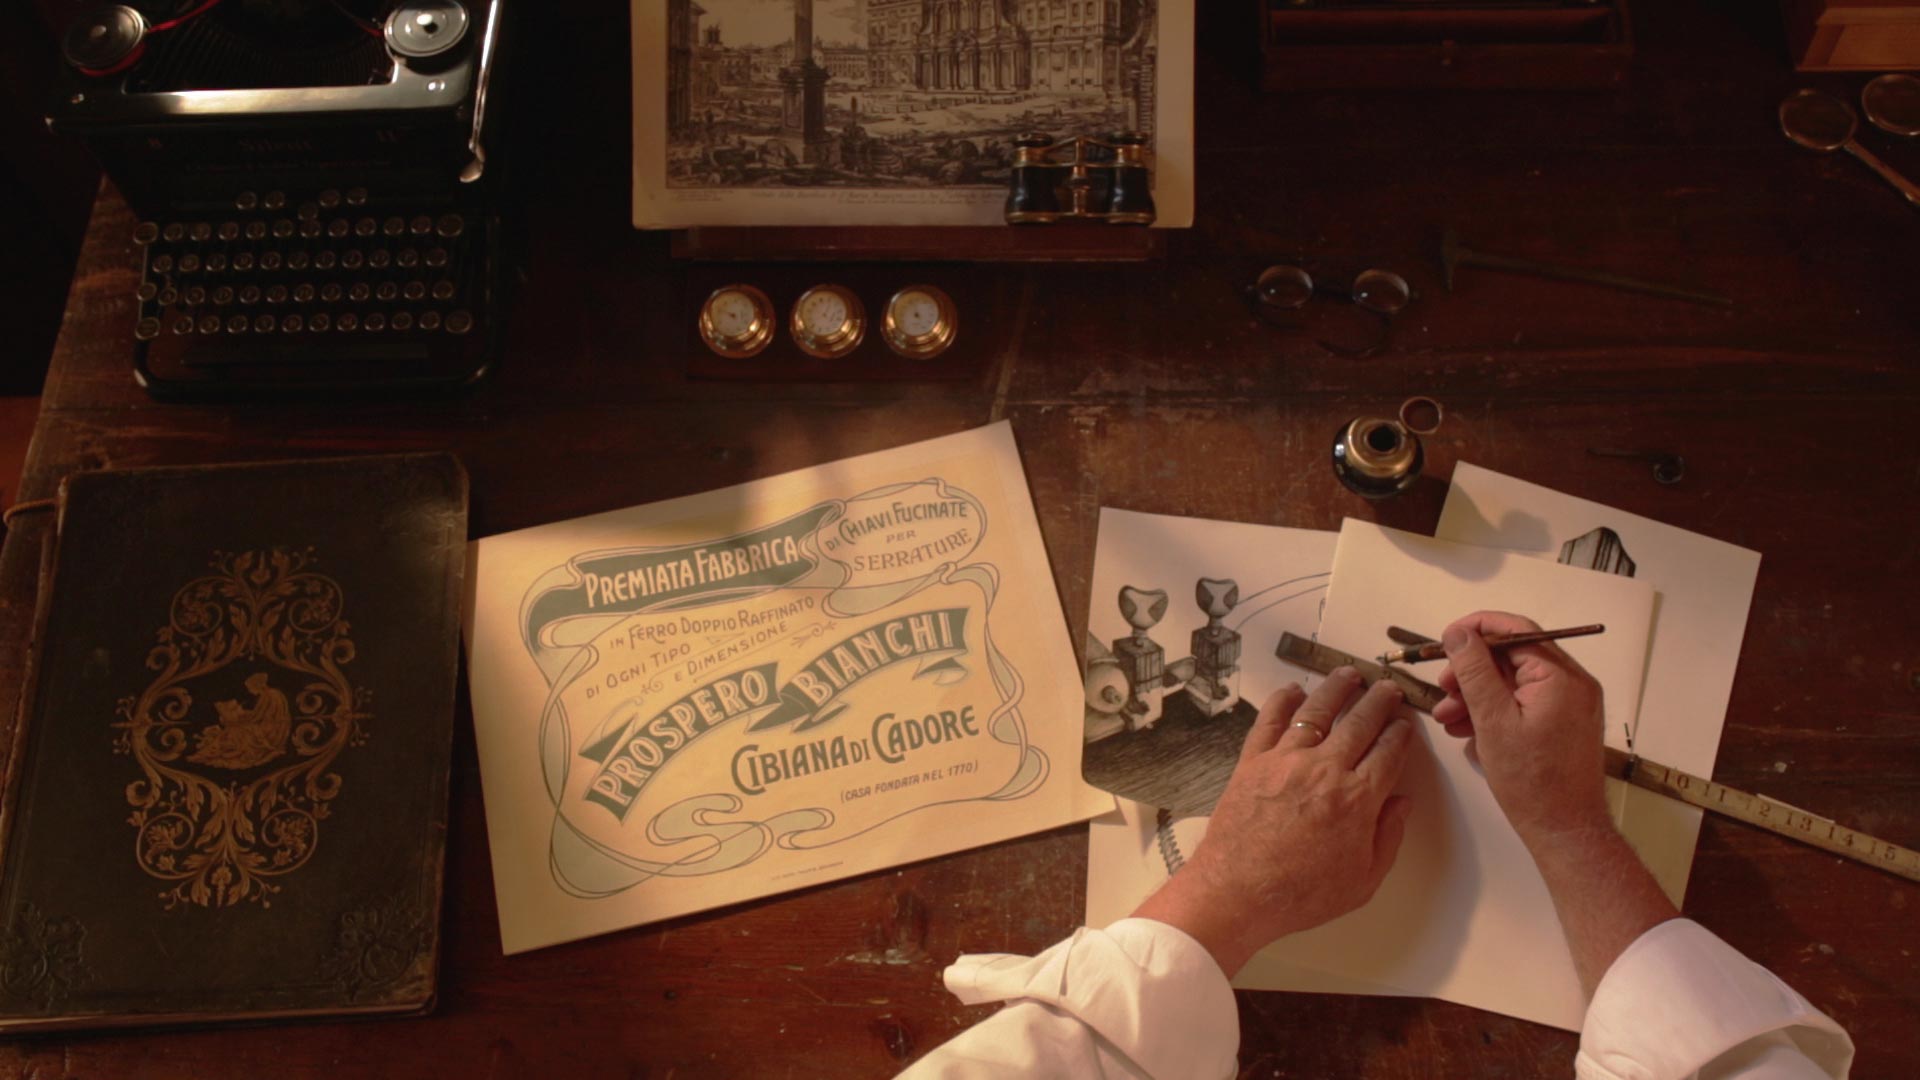 Silent
PREMIATA FABBRICA
DI CHIAVI FUCINATE
PER
SERRATURE
IN FERRO DOPPIO RAFFINATO
DI OGNI TIPO
E DIMENSIONE
PROSPERO BIANCHI
CIBIANA DI CADORE
(CASA FONDATA NEL 1770)
10 11 12 13 14 15